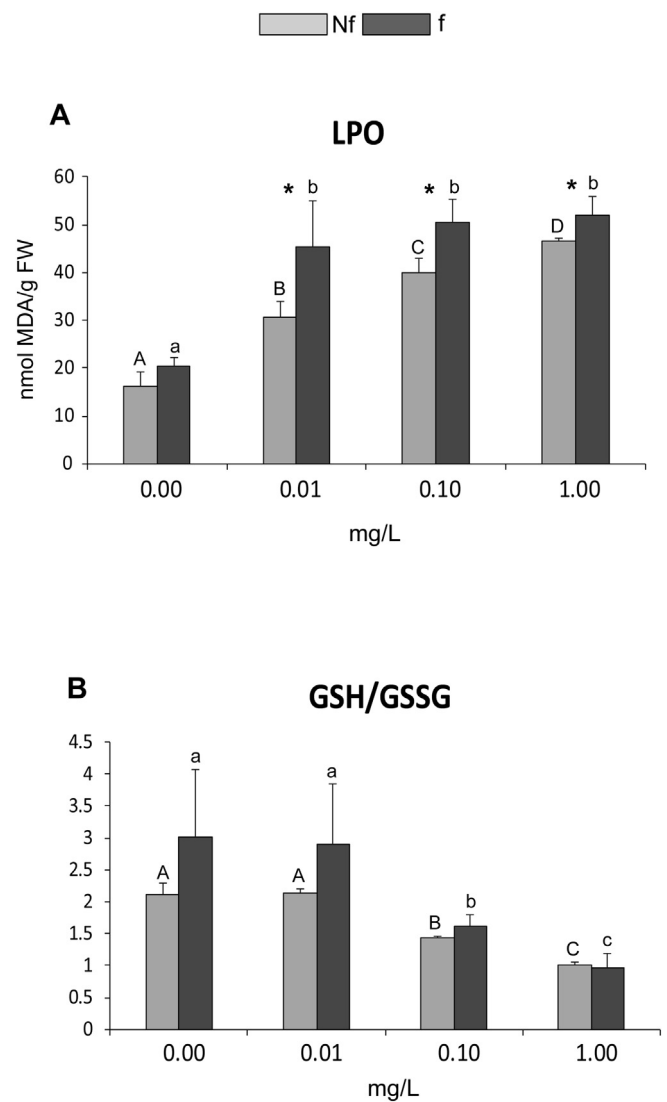 Nf f
A
LPO
60
50
40
30
20
10
0
nmol MDA/g FW
A a
B * b
C * b
D * b
0.00 0.01 0.10 1.00
mg/L
B
GSH/GSSG
4.5
4
3.5
3
2.5
2
1.5
1
0.5
0
A a
A a
B b
C c
0.00 0.01 0.10 1.00
mg/L